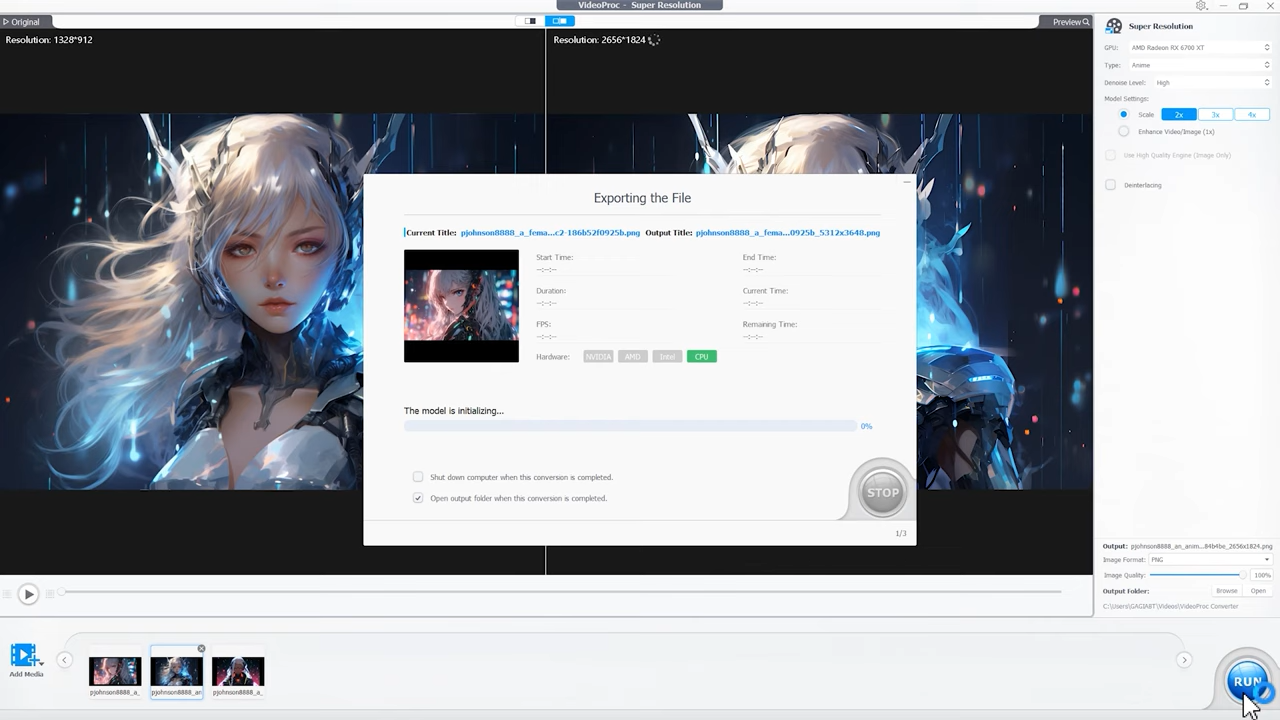 VideoProc - Super Resolution
Original
Preview
Resolution: 1328*912
Resolution: 2656*1824
Super Resolution
GPU: AMD Radeon RX 6700 XT
Type: Anime
Denoise Level: High
Model Settings:
Scale 2x 3x 4x
Enhance Video/Image (1x)
Use High Quality Engine (Image Only)
Deinterlacing
Exporting the File
Current Title: pjohnson8888_a_fema...c2-186b52f0925b.png Output Title: pjohnson8888_a_fema...0925b_5312x3648.png
Start Time: End Time:
--:--:-- --:--:--
Duration: Current Time:
--:--:-- --:--:--
FPS: Remaining Time:
--:--:-- --:--:--
Hardware: NVIDIA AMD Intel CPU
The model is initializing...
0%
Shut down computer when this conversion is completed.
Open output folder when this conversion is completed.
STOP
1/3
Output: pjohnson8888_an_anim...84b4be_2656x1824.png
Image Format: PNG
Image Quality: 100%
Output Folder: Browse Open
C:\Users\GAGIABT\Videos\VideoProc Converter
Add Media
pjohnson8888_a_ pjohnson8888_an pjohnson8888_a_
RUN